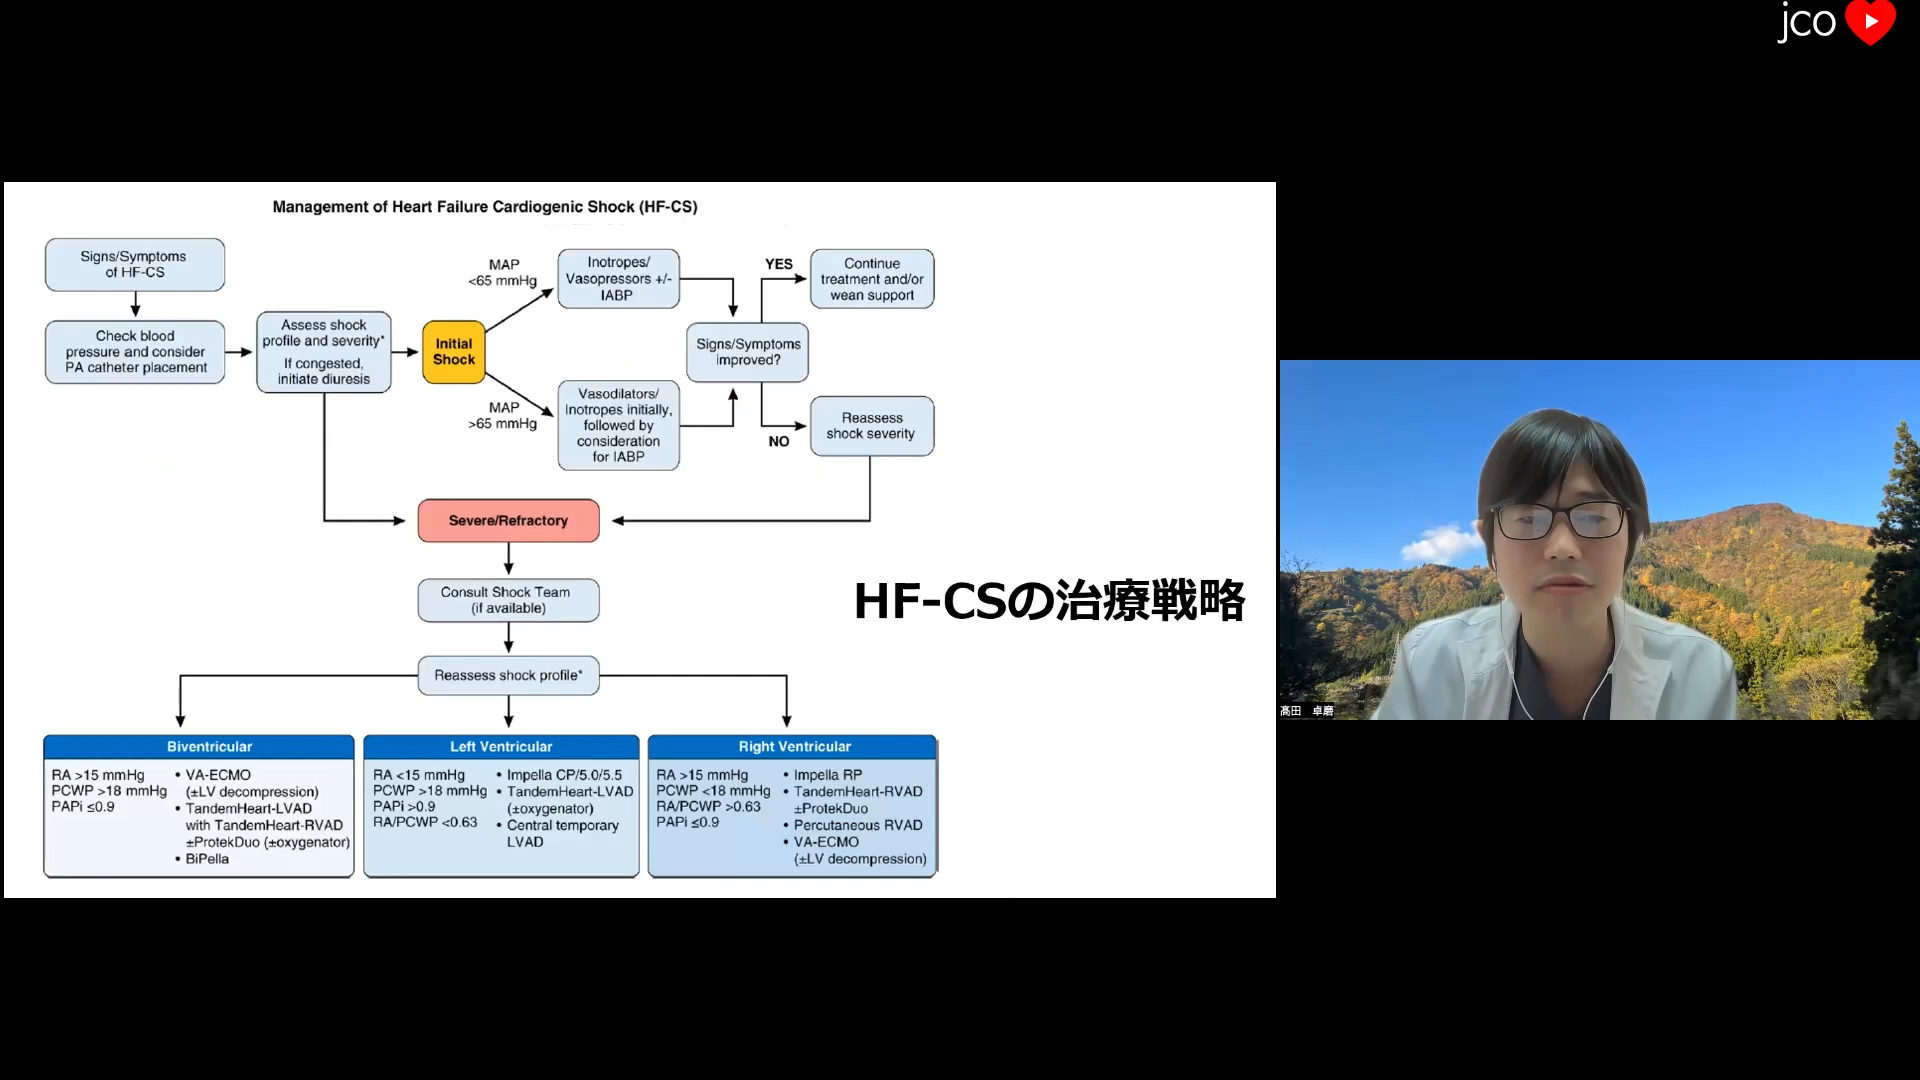 jco
Management of Heart Failure Cardiogenic Shock (HF-CS)
Signs/Symptoms
of HF-CS
Check blood
pressure and consider
PA catheter placement
Assess shock
profile and severity*
If congested,
initiate diuresis
Initial
Shock
MAP
<65 mmHg
MAP
>65 mmHg
Inotropes/
Vasopressors +/-
IABP
Vasodilators/
Inotropes initially,
followed by
consideration
for IABP
Signs/Symptoms
improved?
YES
NO
Continue
treatment and/or
wean support
Reassess
shock severity
Severe/Refractory
Consult Shock Team
(if available)
Reassess shock profile*
HF-CSの治療戦略
Biventricular
RA >15 mmHg
PCWP >18 mmHg
PAPi ≤0.9
• VA-ECMO
(±LV decompression)
• TandemHeart-LVAD
with TandemHeart-RVAD
±ProtekDuo (±oxygenator)
• BiPella
Left Ventricular
RA <15 mmHg
PCWP >18 mmHg
PAPi >0.9
RA/PCWP <0.63
• Impella CP/5.0/5.5
• TandemHeart-LVAD
(±oxygenator)
• Central temporary
LVAD
Right Ventricular
RA >15 mmHg
PCWP <18 mmHg
RA/PCWP >0.63
PAPi ≤0.9
• Impella RP
• TandemHeart-RVAD
±ProtekDuo
• Percutaneous RVAD
• VA-ECMO
(±LV decompression)
髙田 卓磨